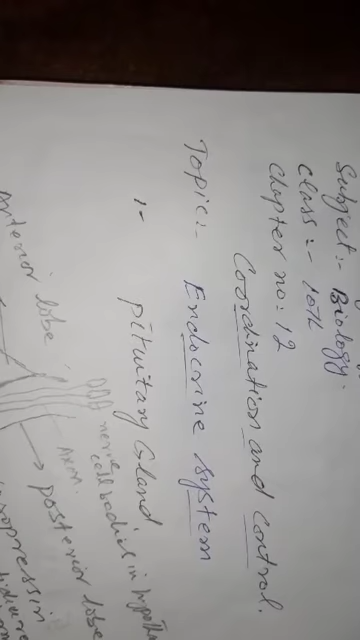 Subject:- Biology.
Class:- 10th
Chapter no: 12
Coordination and Control.
Topic:- Endocrine system
1- Pituitary Gland
nerve
cell bodies in
Axon.
Anterior lobe
posterior lobe